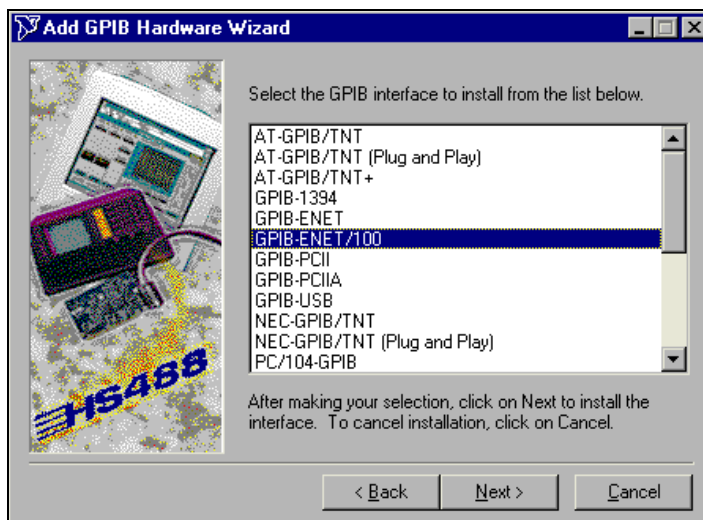 Add GPIB Hardware Wizard
Select the GPIB interface to install from the list below.
AT-GPIB/TNT
AT-GPIB/TNT (Plug and Play)
AT-GPIB/TNT+
GPIB-1394
GPIB-ENET
GPIB-ENET/100
GPIB-PCII
GPIB-PCIIA
GPIB-USB
NEC-GPIB/TNT
NEC-GPIB/TNT (Plug and Play)
PC/104-GPIB
HS488
After making your selection, click on Next to install the
interface. To cancel installation, click on Cancel.
< Back
Next >
Cancel